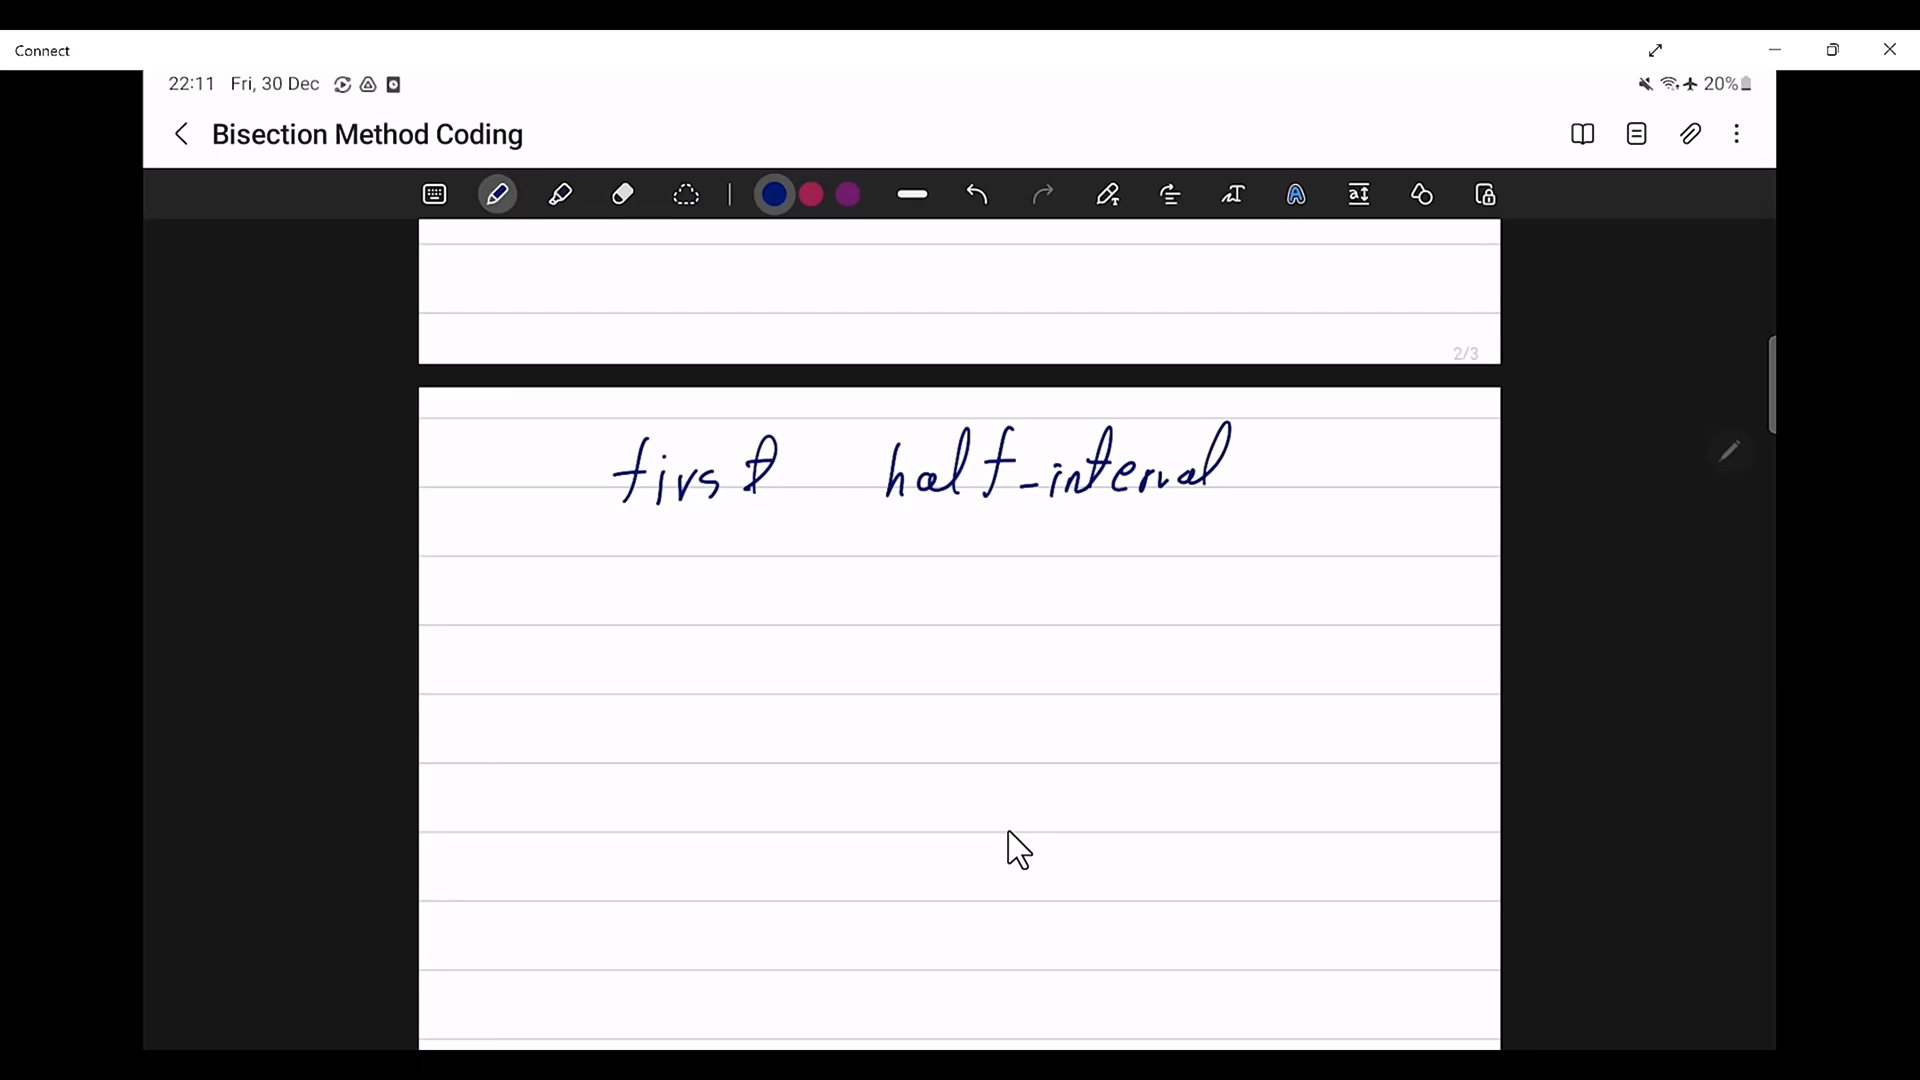 Connect
22:11 Fri, 30 Dec
20%
Bisection Method Coding
2/3
first half-interval